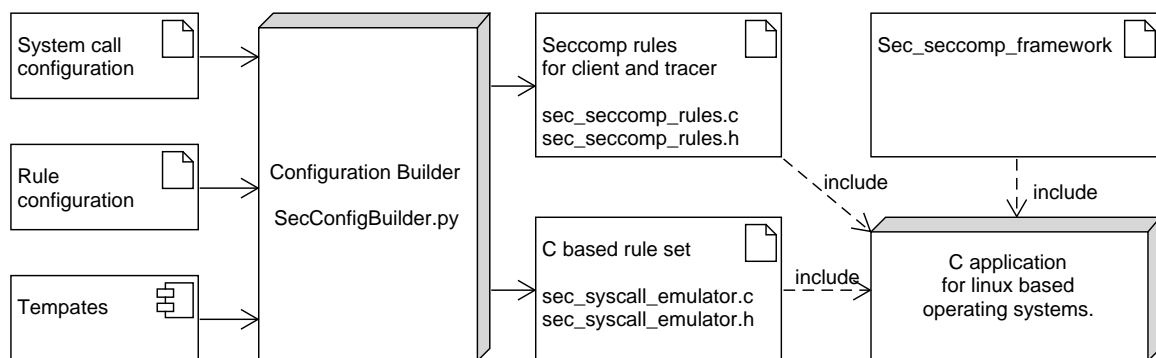 System call
configuration
Rule
configuration
Tempates
Configuration Builder
SecConfigBuilder.py
Seccomp rules
for client and tracer
sec_seccomp_rules.c
sec_seccomp_rules.h
C based rule set
sec_syscall_emulator.c
sec_syscall_emulator.h
Sec_seccomp_framework
include
include
include
C application
for linux based
operating systems.